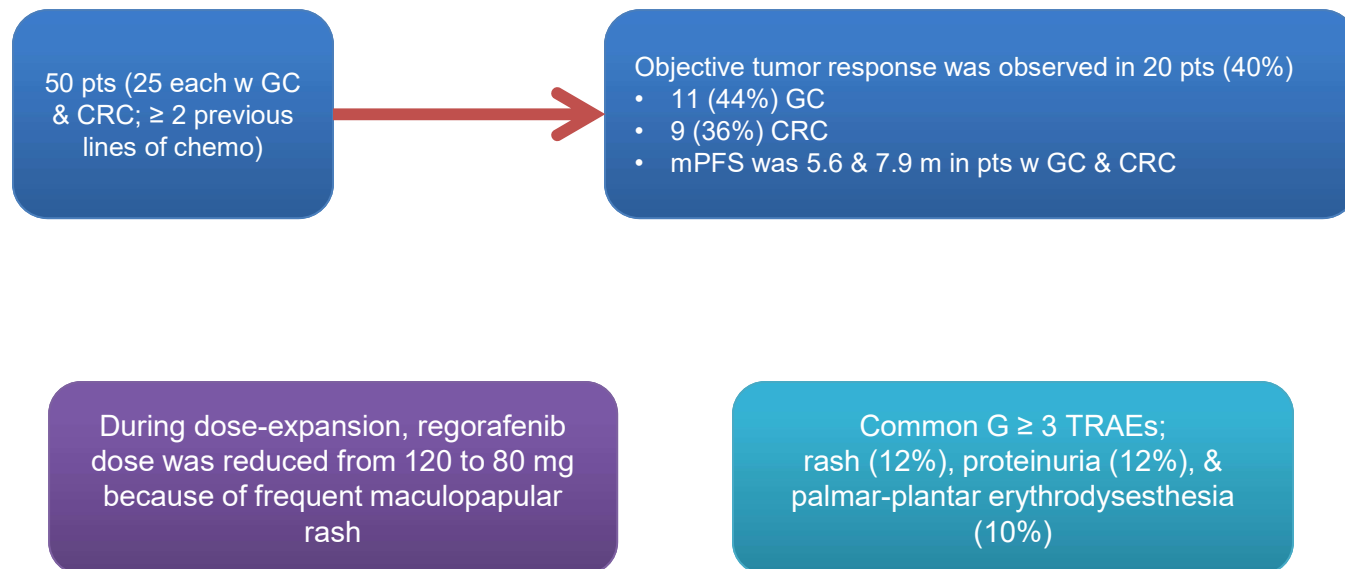 50 pts (25 each w GC
& CRC; ≥ 2 previous
lines of chemo)
Objective tumor response was observed in 20 pts (40%)
• 11 (44%) GC
• 9 (36%) CRC
• mPFS was 5.6 & 7.9 m in pts w GC & CRC
During dose-expansion, regorafenib
dose was reduced from 120 to 80 mg
because of frequent maculopapular
rash
Common G ≥ 3 TRAEs;
rash (12%), proteinuria (12%), &
palmar-plantar erythrodysesthesia
(10%)